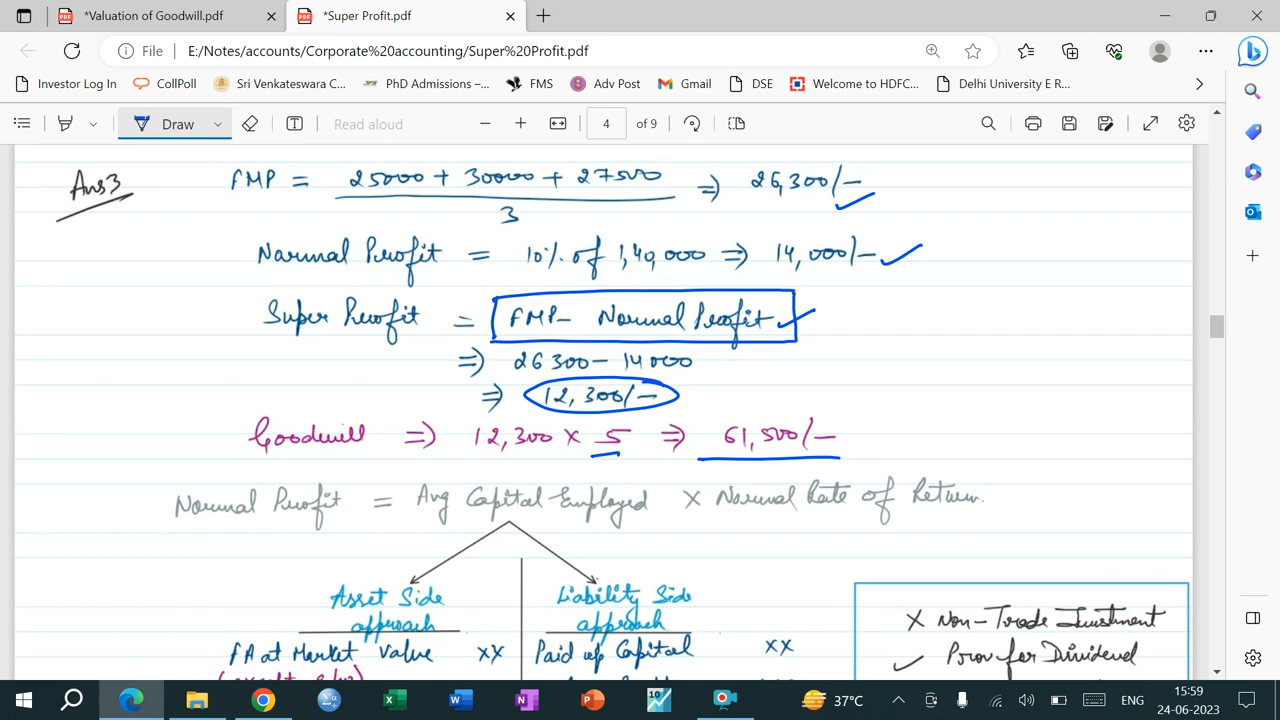 *Valuation of Goodwill.pdf
*Super Profit.pdf
File E:/Notes/accounts/Corporate%20accounting/Super%20Profit.pdf
Investor Log In CollPoll Sri Venkateswara C... PhD Admissions –... FMS Adv Post Gmail DSE Welcome to HDFC... Delhi University E R...
Draw Read aloud 4 of 9
Ans3 FMP = 25000 + 30000 + 27500 ⇒ 26,300/-
3
Normal Profit = 10% of 1,40,000 ⇒ 14,000/-
Super Profit = FMP- Normal Profit
⇒ 26300 - 14000
⇒ 12,300/-
Goodwill ⇒ 12,300 × 5 ⇒ 61,500/-
Normal Profit = Avg Capital Employed × Normal Rate of Return.
Asset Side approach
Liability Side approach
FA at Market Value xx
Paid up Capital xx
X Non-Trade Investment
✓ Prov for Dividend
37°C ENG 15:59
24-06-2023